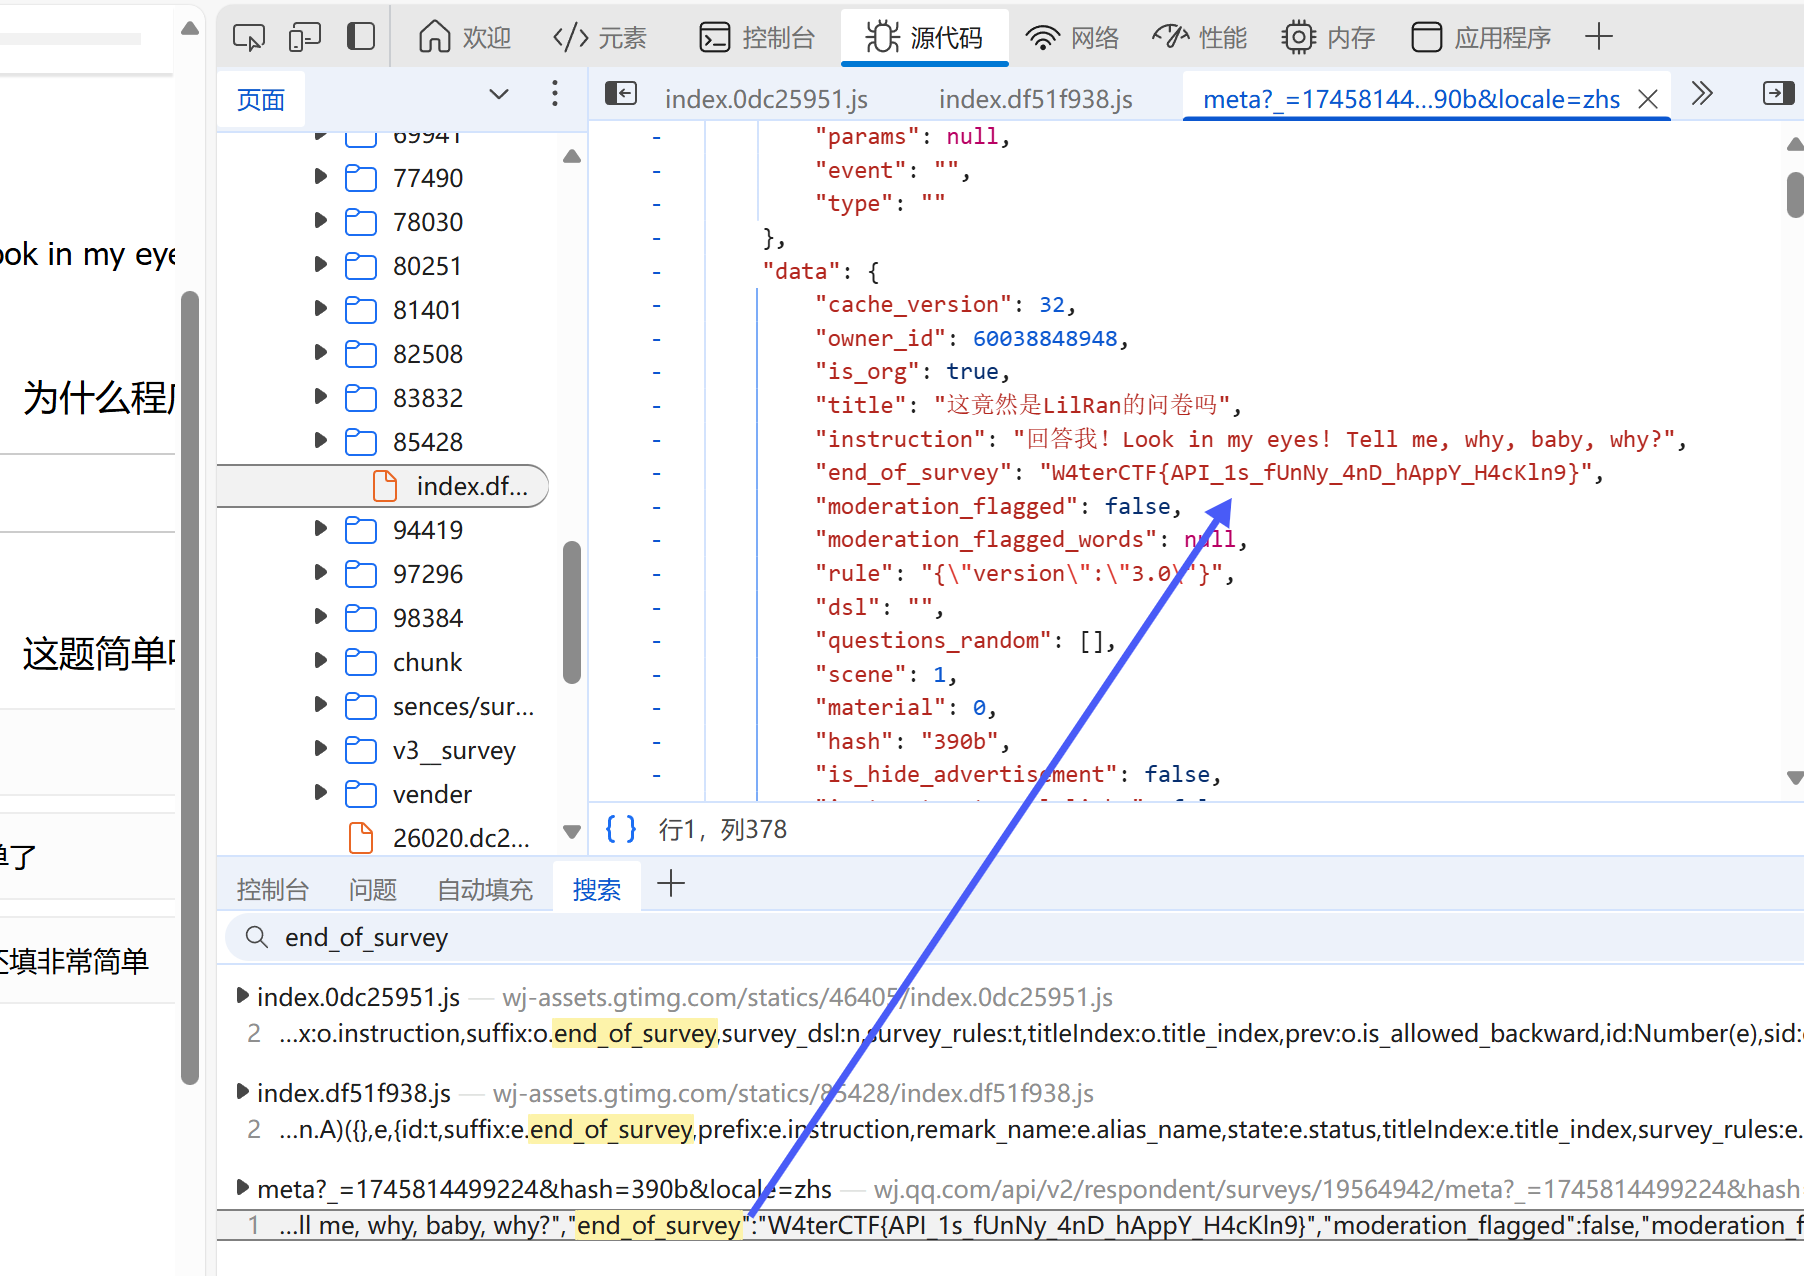 欢迎
元素
控制台
源代码
网络
性能
内存
应用程序
页面
index.0dc25951.js
index.df51f938.js
meta?_=17458144...90b&locale=zhs
69941
77490
78030
80251
81401
82508
83832
85428
index.df...
94419
97296
98384
chunk
sences/sur...
v3__survey
vender
26020.dc2...
ook in my eye
为什么程
这题简单
单了
还填非常简单
"params": null,
"event": "",
"type": ""
},
"data": {
"cache_version": 32,
"owner_id": 60038848948,
"is_org": true,
"title": "这竟然是LilRan的问卷吗",
"instruction": "回答我！Look in my eyes! Tell me, why, baby, why?",
"end_of_survey": "W4terCTF{API_1s_fUnNy_4nD_hAppY_H4cKln9}",
"moderation_flagged": false,
"moderation_flagged_words": null,
"rule": "{\"version\":\"3.0\"}",
"dsl": "",
"questions_random": [],
"scene": 1,
"material": 0,
"hash": "390b",
"is_hide_advertisement": false,
{ } 行1，列378
控制台
问题
自动填充
搜索
end_of_survey
index.0dc25951.js — wj-assets.gtimg.com/statics/46405/index.0dc25951.js
2 ...x:o.instruction,suffix:o.end_of_survey,survey_dsl:n,survey_rules:t,titleIndex:o.title_index,prev:o.is_allowed_backward,id:Number(e),sid:
index.df51f938.js — wj-assets.gtimg.com/statics/85428/index.df51f938.js
2 ...n.A)({},e,{id:t,suffix:e.end_of_survey,prefix:e.instruction,remark_name:e.alias_name,state:e.status,titleIndex:e.title_index,survey_rules:e.
meta?_=1745814499224&hash=390b&locale=zhs — wj.qq.com/api/v2/respondent/surveys/19564942/meta?_=1745814499224&hash
1 ...ll me, why, baby, why?","end_of_survey":"W4terCTF{API_1s_fUnNy_4nD_hAppY_H4cKln9}","moderation_flagged":false,"moderation_f